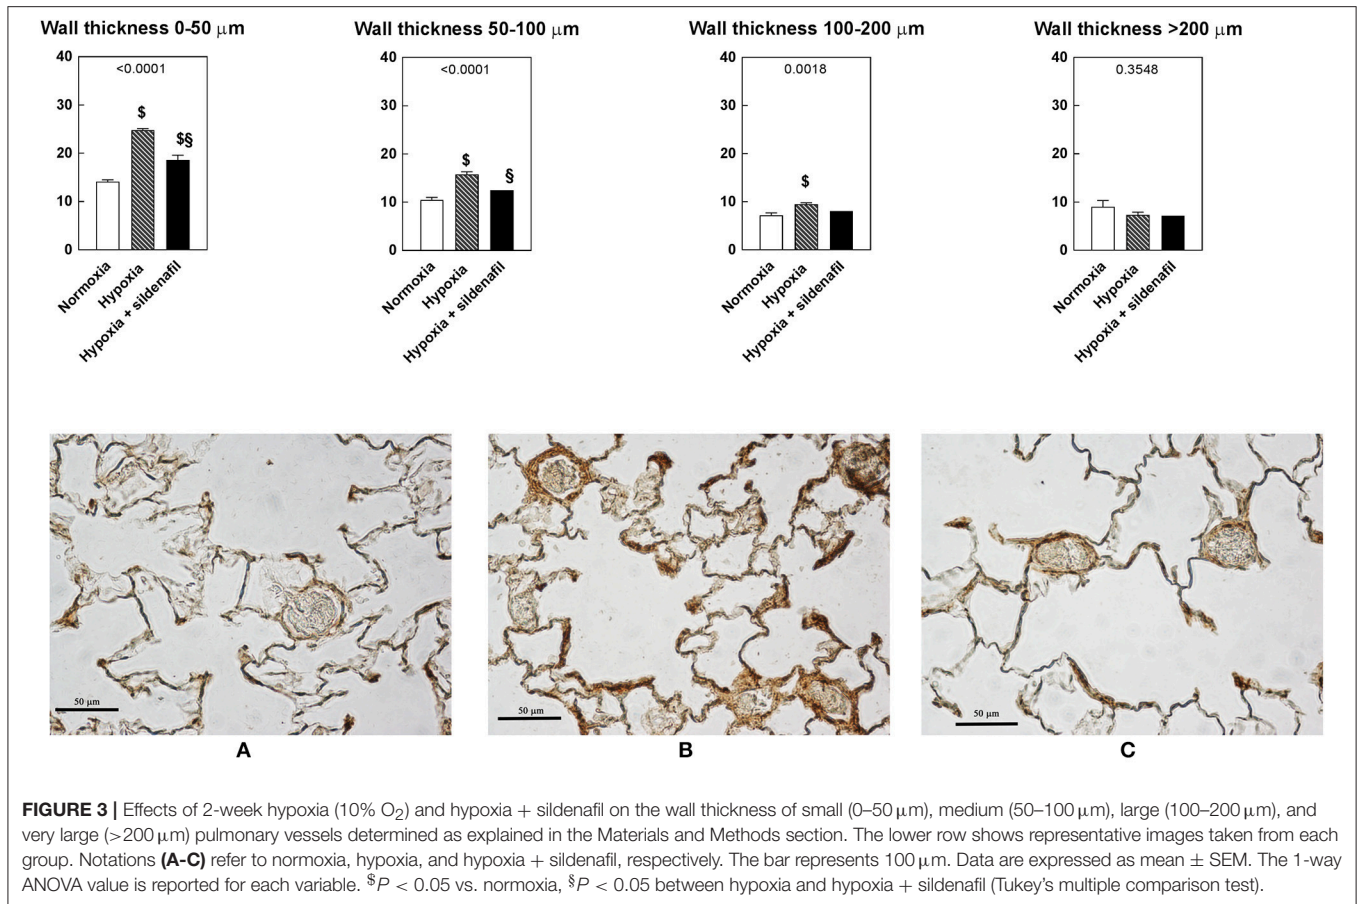 Wall thickness 0-50 μm
40
30
20
10
0
<0.0001
$
$§
Normoxia
Hypoxia
Hypoxia + sildenafil
Wall thickness 50-100 μm
40
30
20
10
0
<0.0001
$
§
Normoxia
Hypoxia
Hypoxia + sildenafil
Wall thickness 100-200 μm
40
30
20
10
0
0.0018
$
Normoxia
Hypoxia
Hypoxia + sildenafil
Wall thickness >200 μm
40
30
20
10
0
0.3548
Normoxia
Hypoxia
Hypoxia + sildenafil
50 μm
A
50 μm
B
50 μm
C
FIGURE 3 | Effects of 2-week hypoxia (10% O₂) and hypoxia + sildenafil on the wall thickness of small (0–50 μm), medium (50–100 μm), large (100–200 μm), and
very large (>200 μm) pulmonary vessels determined as explained in the Materials and Methods section. The lower row shows representative images taken from each
group. Notations (A-C) refer to normoxia, hypoxia, and hypoxia + sildenafil, respectively. The bar represents 100 μm. Data are expressed as mean ± SEM. The 1-way
ANOVA value is reported for each variable. $P < 0.05 vs. normoxia, §P < 0.05 between hypoxia and hypoxia + sildenafil (Tukey's multiple comparison test).